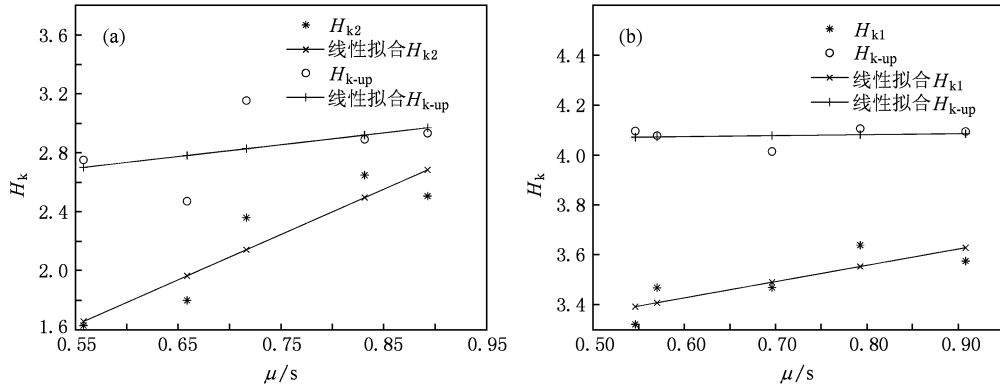 (a)
H_k2
线性拟合H_k2
H_k-up
线性拟合H_k-up
3.6
3.2
2.8
2.4
2.0
1.6
H_k
0.55 0.65 0.75 0.85 0.95
μ/s
(b)
H_k1
H_k-up
线性拟合H_k1
线性拟合H_k-up
4.4
4.2
4.0
3.8
3.6
3.4
H_k
0.50 0.60 0.70 0.80 0.90
μ/s